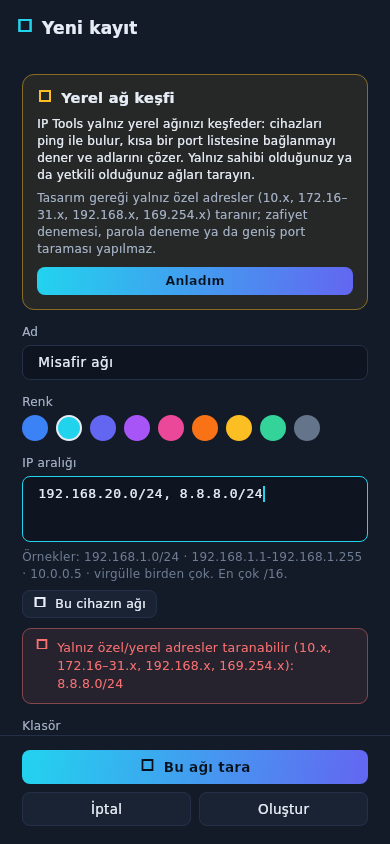 Yeni kayıt
Yerel ağ keşfi
IP Tools yalnız yerel ağınızı keşfeder: cihazları
ping ile bulur, kısa bir port listesine bağlanmayı
dener ve adlarını çözer. Yalnız sahibi olduğunuz ya
da yetkili olduğunuz ağları tarayın.
Tasarım gereği yalnız özel adresler (10.x, 172.16–
31.x, 192.168.x, 169.254.x) taranır; zafiyet
denemesi, parola deneme ya da geniş port
taraması yapılmaz.
Anladım
Ad
Misafir ağı
Renk
IP aralığı
192.168.20.0/24, 8.8.8.0/24
Örnekler: 192.168.1.0/24 · 192.168.1.1-192.168.1.255
· 10.0.0.5 · virgülle birden çok. En çok /16.
Bu cihazın ağı
Yalnız özel/yerel adresler taranabilir (10.x,
172.16–31.x, 192.168.x, 169.254.x):
8.8.8.0/24
Klasör
Bu ağı tara
İptal
Oluştur